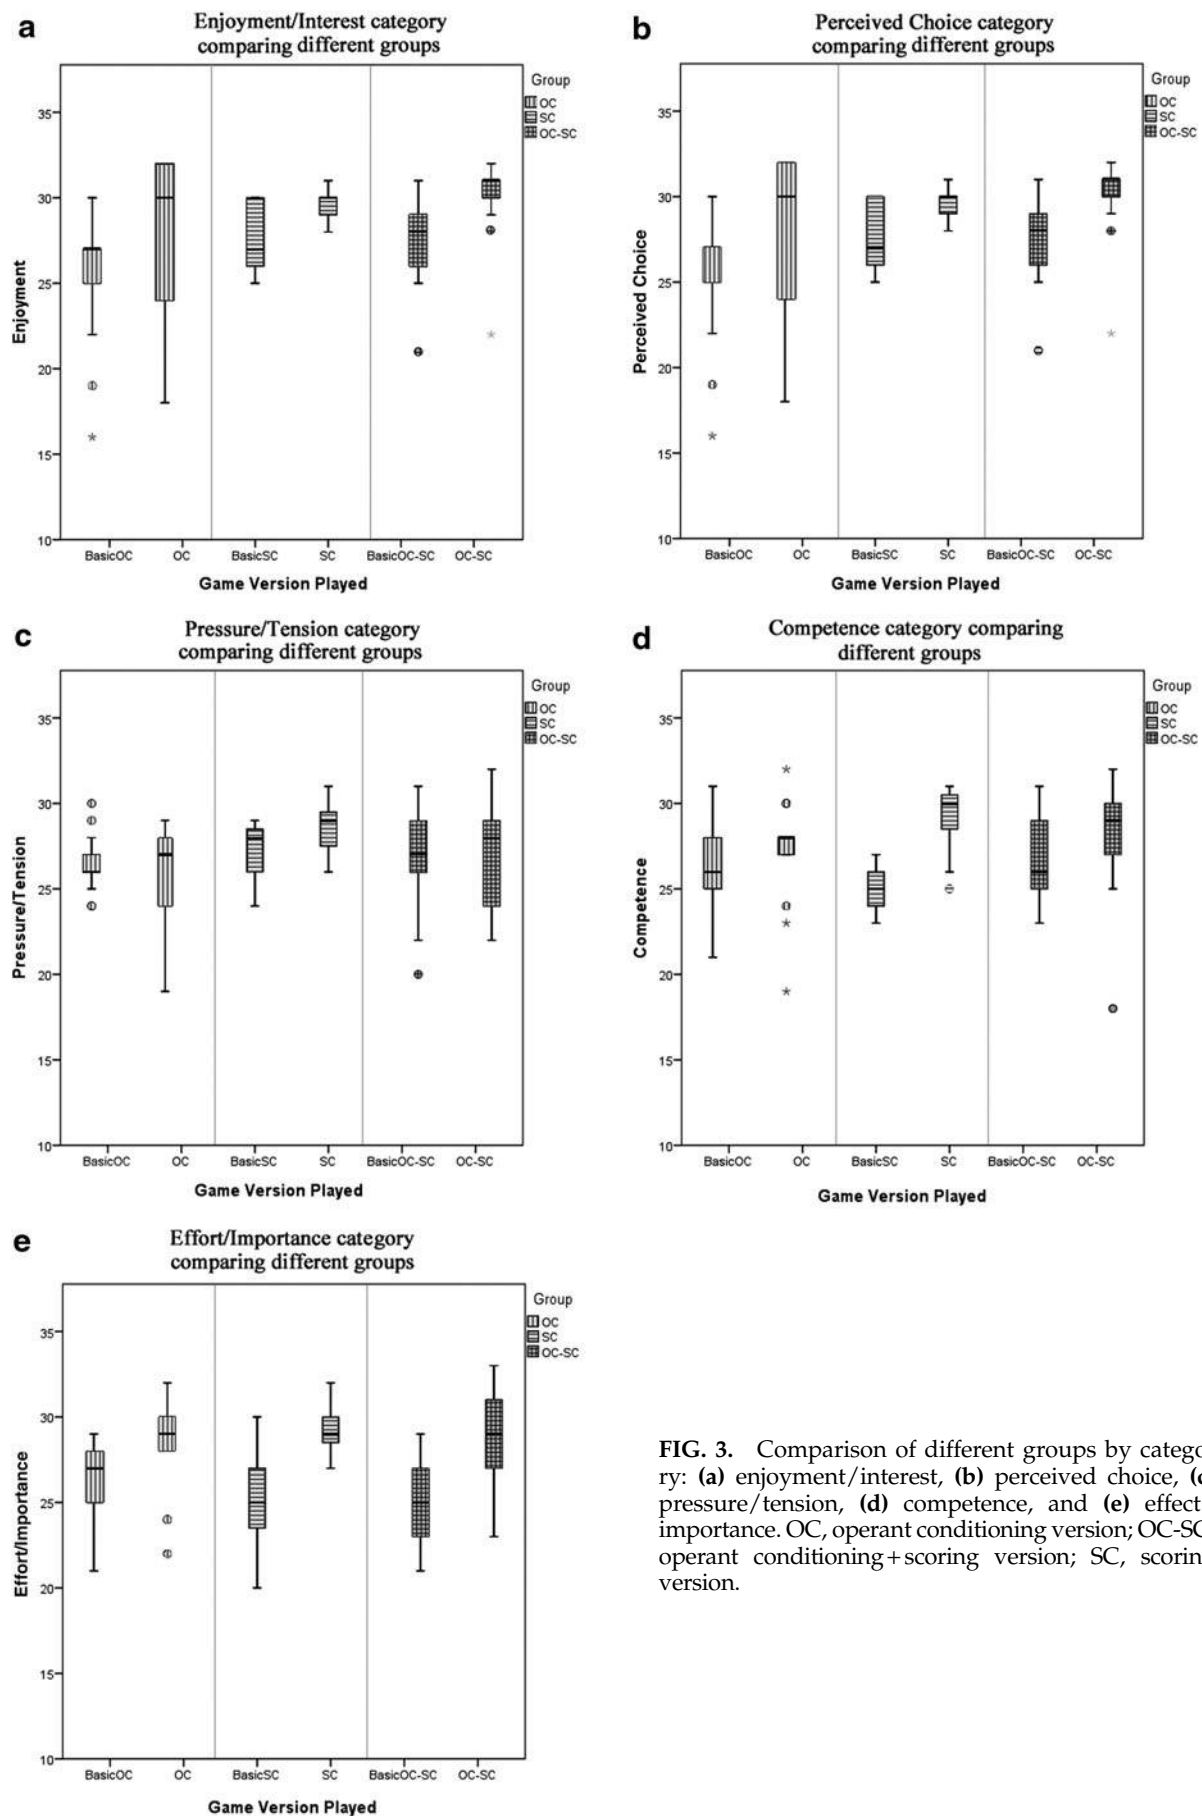 a
Enjoyment/Interest category
comparing different groups
Group
OC
SC
OC-SC
35
30
25
20
15
10
Enjoyment
BasicOC OC BasicSC SC BasicOC-SC OC-SC
Game Version Played
b
Perceived Choice category
comparing different groups
Group
OC
SC
OC-SC
35
30
25
20
15
10
Perceived Choice
BasicOC OC BasicSC SC BasicOC-SC OC-SC
Game Version Played
c
Pressure/Tension category
comparing different groups
Group
OC
SC
OC-SC
35
30
25
20
15
10
Pressure/Tension
BasicOC OC BasicSC SC BasicOC-SC OC-SC
Game Version Played
d
Competence category comparing
different groups
Group
OC
SC
OC-SC
35
30
25
20
15
10
Competence
BasicOC OC BasicSC SC BasicOC-SC OC-SC
Game Version Played
e
Effort/Importance category
comparing different groups
Group
OC
SC
OC-SC
35
30
25
20
15
10
Effort/Importance
BasicOC OC BasicSC SC BasicOC-SC OC-SC
Game Version Played
FIG. 3. Comparison of different groups by catego
ry: (a) enjoyment/interest, (b) perceived choice, (c
pressure/tension, (d) competence, and (e) effect
importance. OC, operant conditioning version; OC-SC
operant conditioning+scoring version; SC, scorin
version.